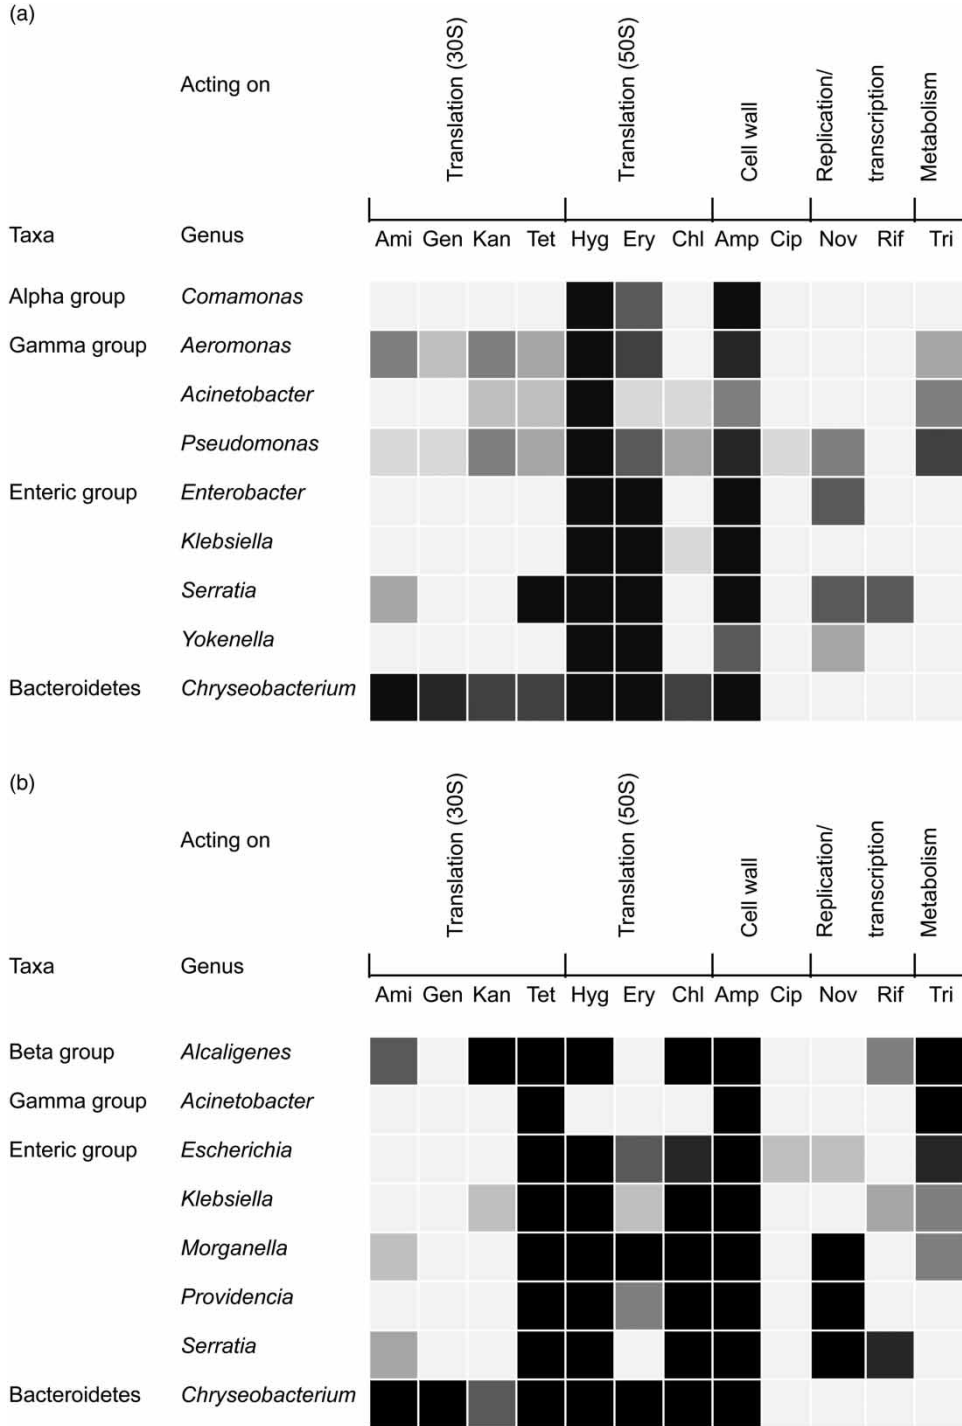 (a)
Acting on
Translation (30S)
Translation (50S)
Cell wall
Replication/
transcription
Metabolism
Taxa Genus Ami Gen Kan Tet Hyg Ery Chl Amp Cip Nov Rif Tri
Alpha group Comamonas
Gamma group Aeromonas
Acinetobacter
Pseudomonas
Enteric group Enterobacter
Klebsiella
Serratia
Yokenella
Bacteroidetes Chryseobacterium
(b)
Acting on
Translation (30S)
Translation (50S)
Cell wall
Replication/
transcription
Metabolism
Taxa Genus
Ami Gen Kan Tet Hyg Ery Chl Amp Cip Nov Rif Tri
Beta group Alcaligenes
Gamma group Acinetobacter
Enteric group Escherichia
Klebsiella
Morganella
Providencia
Serratia
Bacteroidetes Chryseobacterium